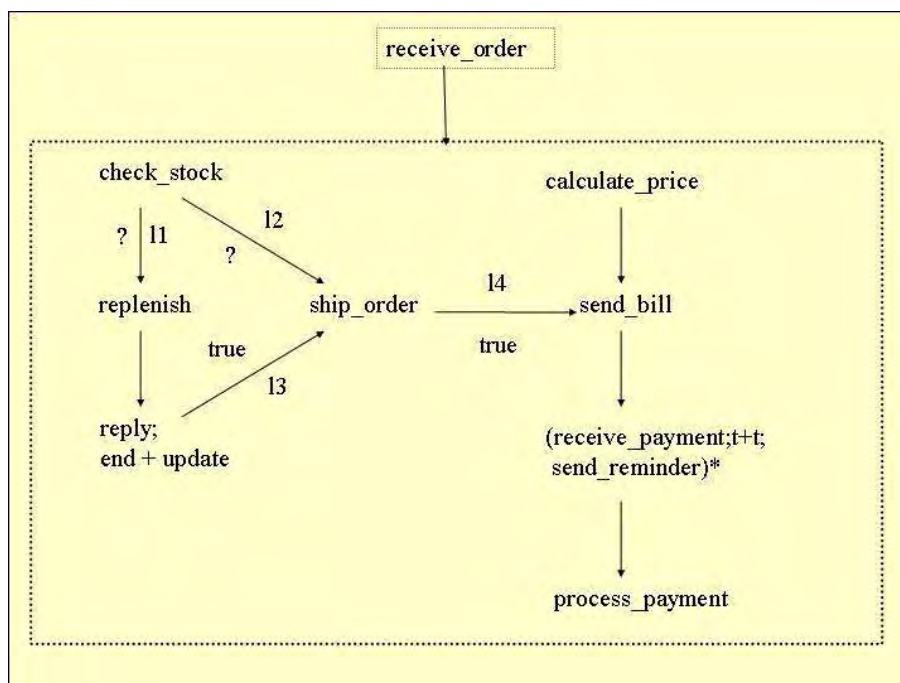 receive_order
check_stock
calculate_price
? l1
l2
?
replenish
ship_order
l4
send_bill
true
true
l3
reply;
end + update
(receive_payment;t+t;
send_reminder)*
process_payment